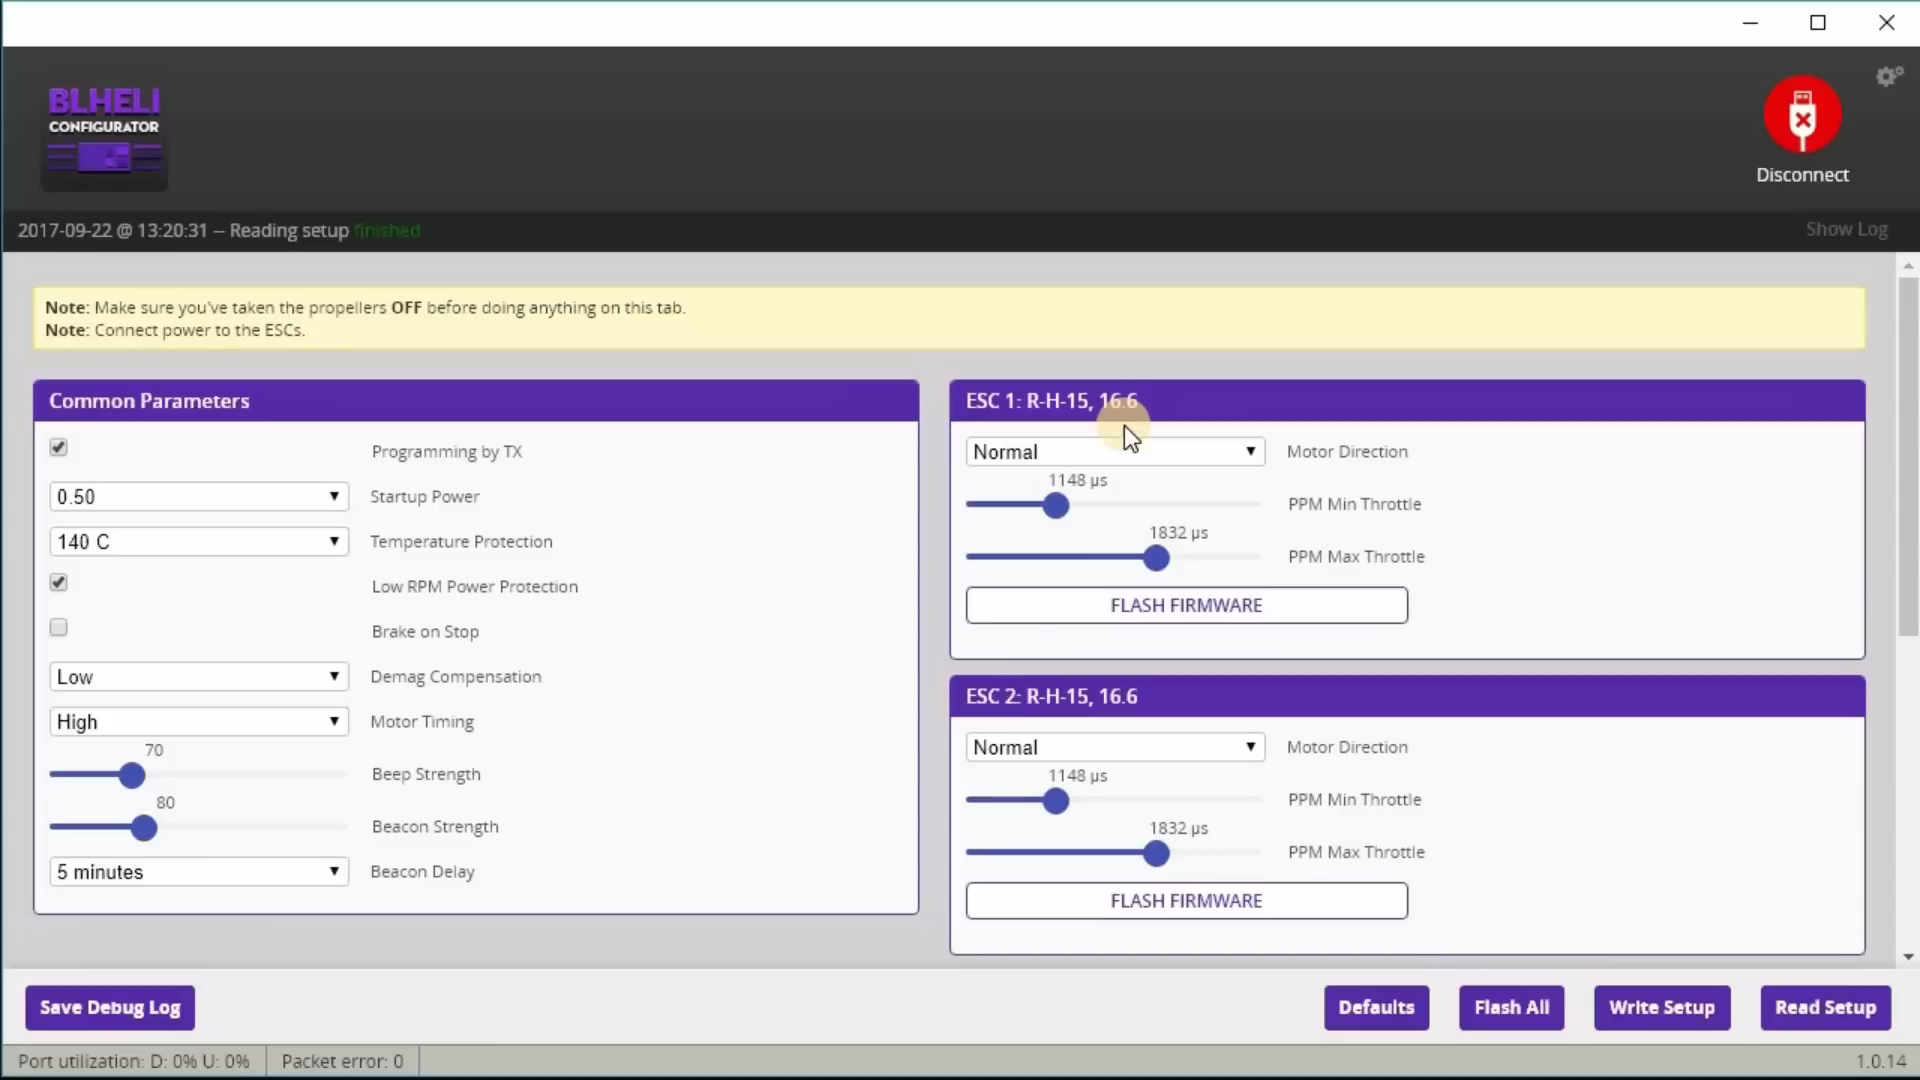 BLHELI
CONFIGURATOR
Disconnect
2017-09-22 @ 13:20:31 -- Reading setup finished
Show Log
Note: Make sure you've taken the propellers OFF before doing anything on this tab.
Note: Connect power to the ESCs.
Common Parameters
Programming by TX
0.50 Startup Power
140 C Temperature Protection
Low RPM Power Protection
Brake on Stop
Low Demag Compensation
High Motor Timing
70
Beep Strength
80
Beacon Strength
5 minutes Beacon Delay
ESC 1: R-H-15, 16.6
Normal Motor Direction
1148 µs
PPM Min Throttle
1832 µs
PPM Max Throttle
FLASH FIRMWARE
ESC 2: R-H-15, 16.6
Normal Motor Direction
1148 µs
PPM Min Throttle
1832 µs
PPM Max Throttle
FLASH FIRMWARE
Save Debug Log
Defaults Flash All Write Setup Read Setup
Port utilization: D: 0% U: 0% Packet error: 0 1.0.14